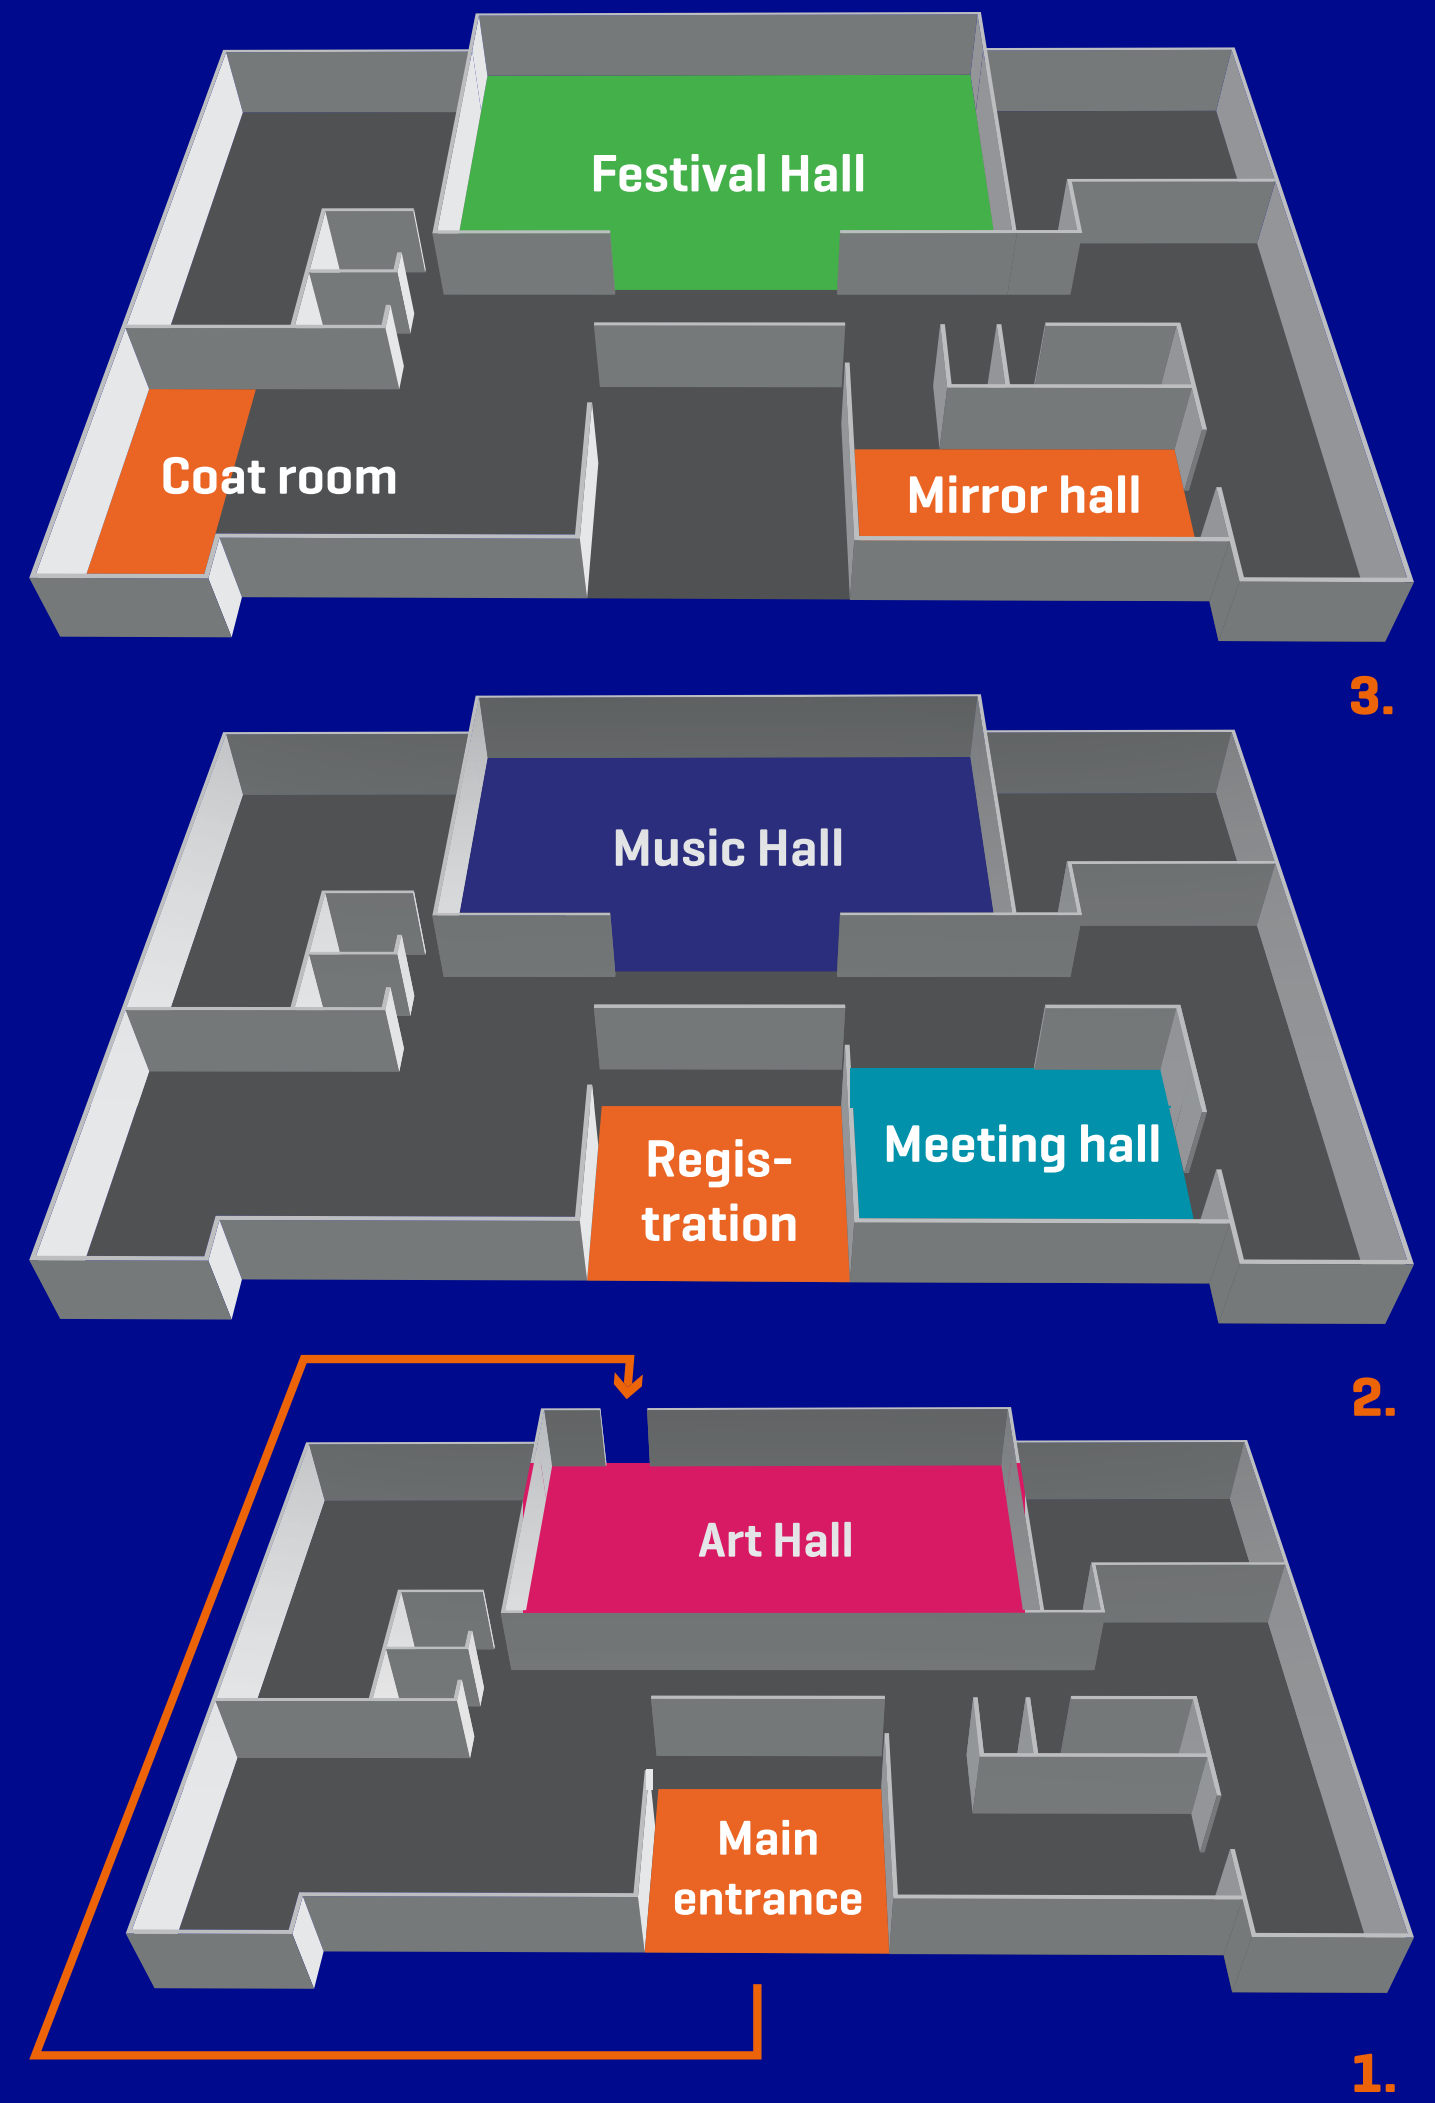 Festival Hall
Coat room
Mirror hall
3.
Music Hall
Meeting hall
Regis-
tration
2.
Art Hall
Main
entrance
1.